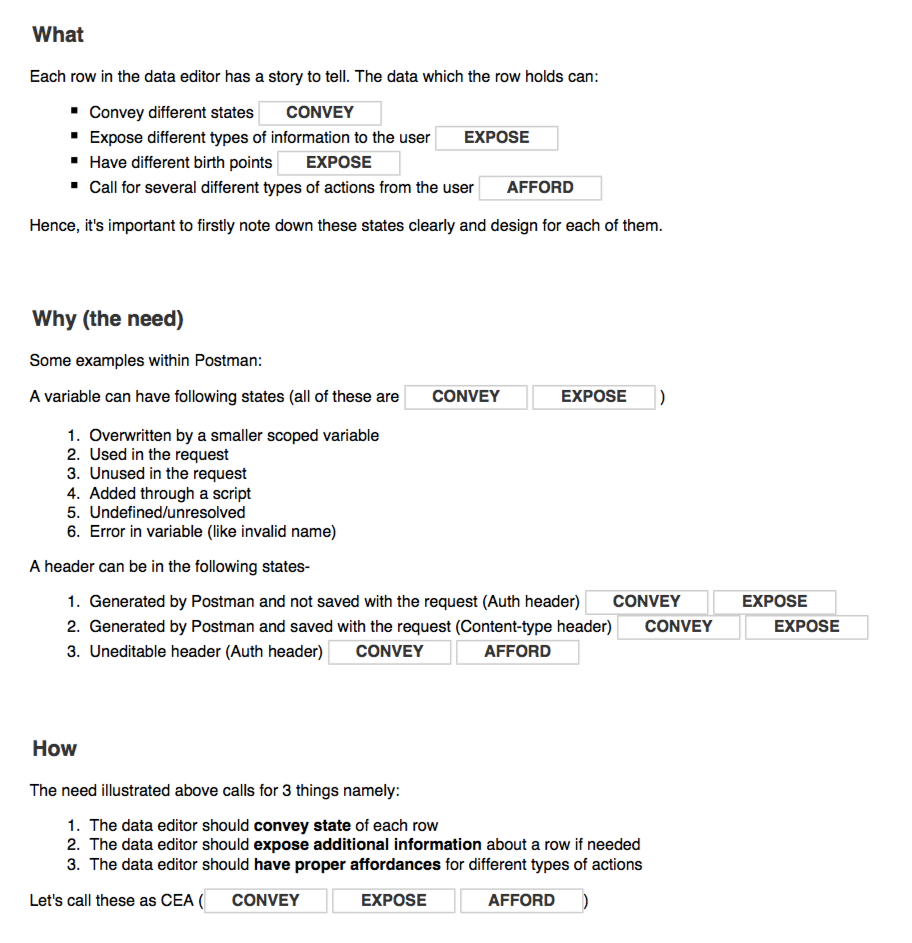 What
Each row in the data editor has a story to tell. The data which the row holds can:
▪ Convey different states CONVEY
▪ Expose different types of information to the user EXPOSE
▪ Have different birth points EXPOSE
▪ Call for several different types of actions from the user AFFORD
Hence, it's important to firstly note down these states clearly and design for each of them.
Why (the need)
Some examples within Postman:
A variable can have following states (all of these are CONVEY EXPOSE )
1. Overwritten by a smaller scoped variable
2. Used in the request
3. Unused in the request
4. Added through a script
5. Undefined/unresolved
6. Error in variable (like invalid name)
A header can be in the following states-
1. Generated by Postman and not saved with the request (Auth header) CONVEY EXPOSE
2. Generated by Postman and saved with the request (Content-type header) CONVEY EXPOSE
3. Uneditable header (Auth header) CONVEY AFFORD
How
The need illustrated above calls for 3 things namely:
1. The data editor should convey state of each row
2. The data editor should expose additional information about a row if needed
3. The data editor should have proper affordances for different types of actions
Let's call these as CEA ( CONVEY EXPOSE AFFORD )